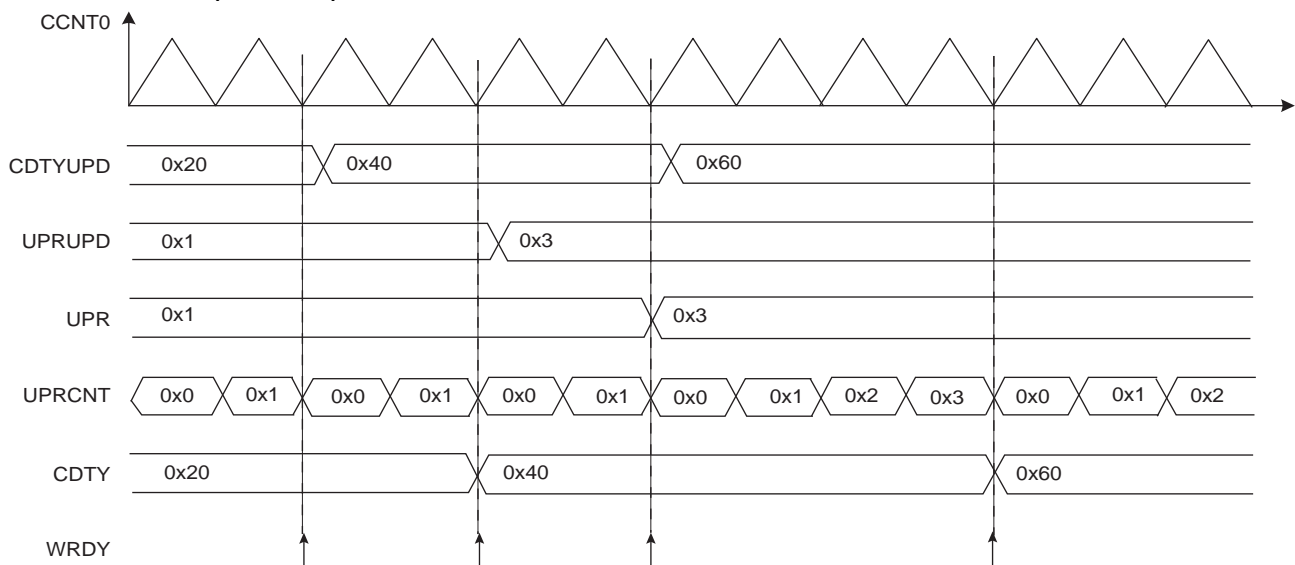 CCNT0
CDTYUPD 0x20 0x40 0x60
UPRUPD 0x1 0x3
UPR 0x1 0x3
UPRCNT 0x0 0x1 0x0 0x1 0x0 0x1 0x0 0x1 0x2 0x3 0x0 0x1 0x2
CDTY 0x20 0x40 0x60
WRDY